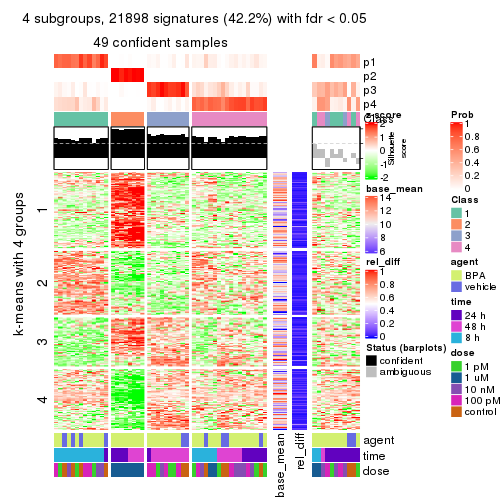 4 subgroups, 21898 signatures (42.2%) with fdr < 0.05
49 confident samples
p1
p2
p3
p4
Class
Silhouette
score
z-score
2
1
0
-1
-2
base_mean
14
12
10
8
6
rel_diff
1
0.8
0.6
0.4
0.2
0
Status (barplots)
confident
ambiguous
Prob
1
0.8
0.6
0.4
0.2
0
Class
1
2
3
4
agent
BPA
vehicle
time
24 h
48 h
8 h
dose
1 pM
1 uM
10 nM
100 pM
control
k-means with 4 groups
1
2
3
4
agent
time
dose
base_mean
rel_diff